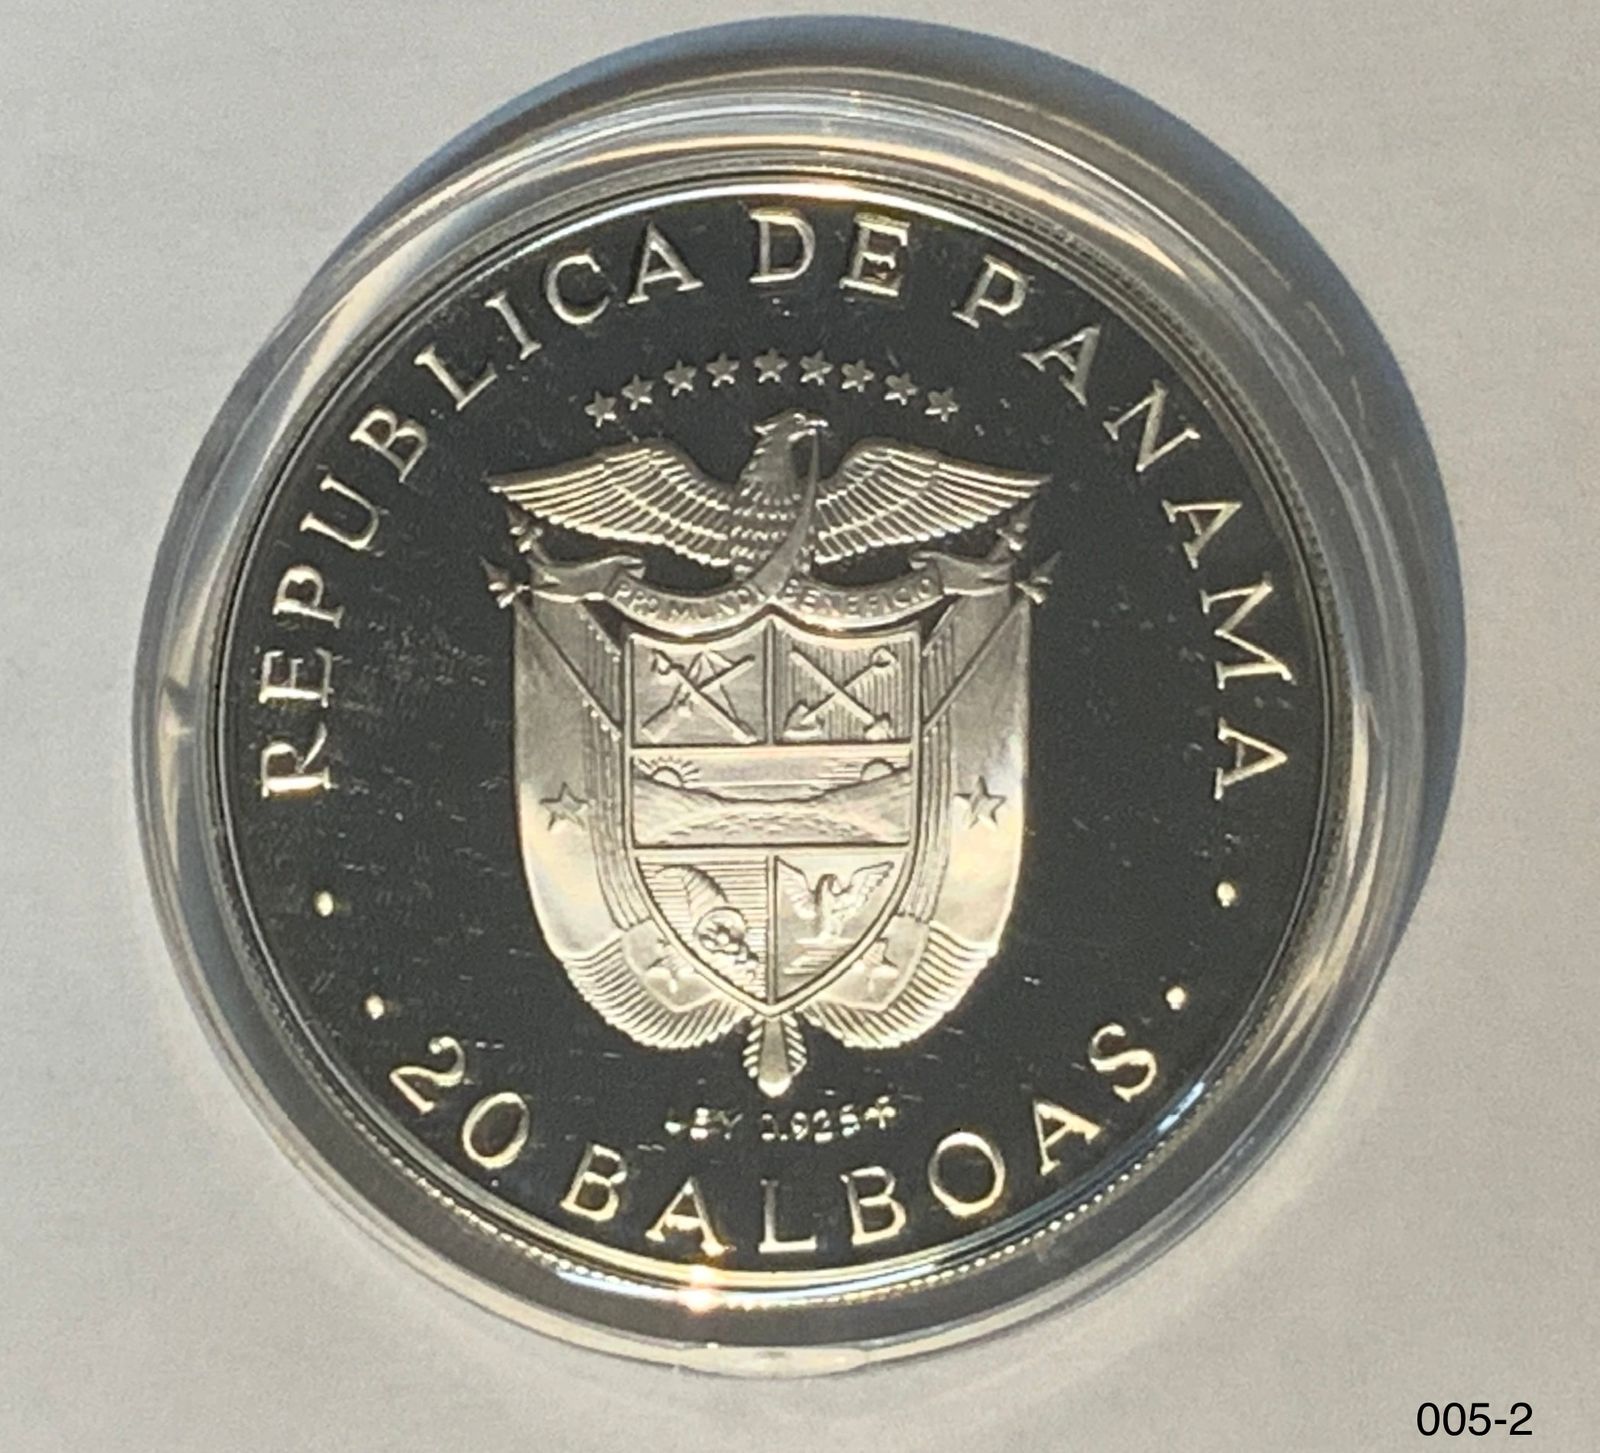 REPUBLICA DE PANAMA
PRO MUNDI BENEFICIO
LEY 0.925
· · 20 BALBOAS · ·
005-2